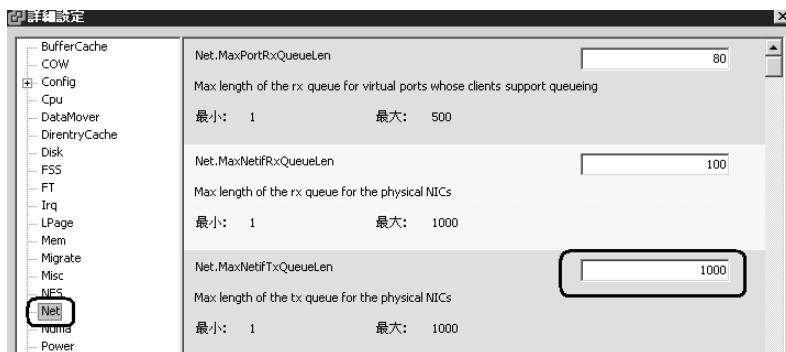 詳細設定
BufferCache
COW
Config
Cpu
DataMover
DirentryCache
Disk
FSS
FT
Irq
LPage
Mem
Migrate
Misc
NFS
Net
Numa
Power
Net.MaxPortRxQueueLen 80
Max length of the rx queue for virtual ports whose clients support queueing
最小: 1 最大: 500
Net.MaxNetifRxQueueLen 100
Max length of the rx queue for the physical NICs
最小: 1 最大: 1000
Net.MaxNetifTxQueueLen 1000
Max length of the tx queue for the physical NICs
最小: 1 最大: 1000